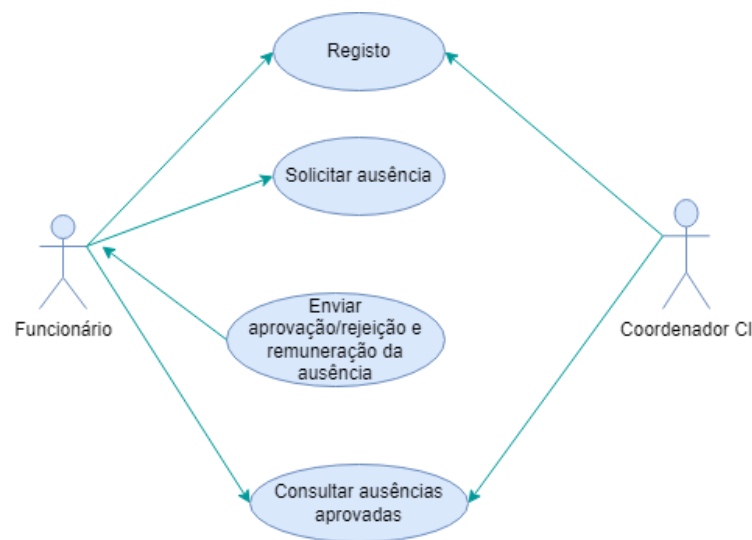 Registo
Solicitar ausência
Funcionário
Enviar
aprovação/rejeição e
remuneração da
ausência
Coordenador CI
Consultar ausências
aprovadas